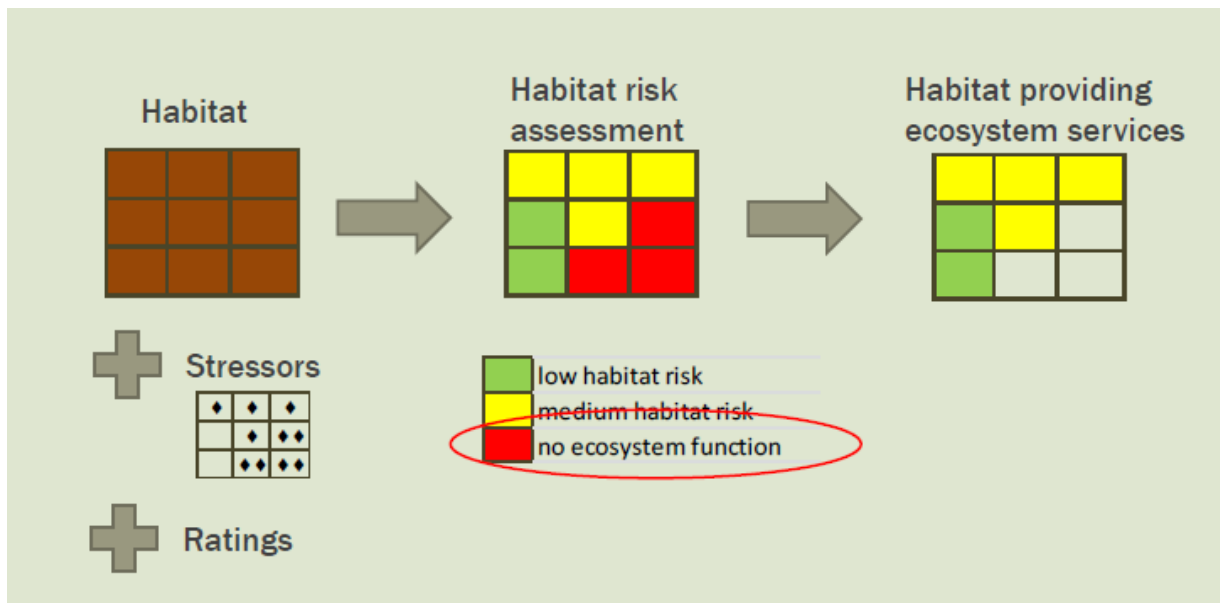 Habitat
Habitat risk
assessment
Habitat providing
ecosystem services
Stressors
low habitat risk
medium habitat risk
no ecosystem function
Ratings